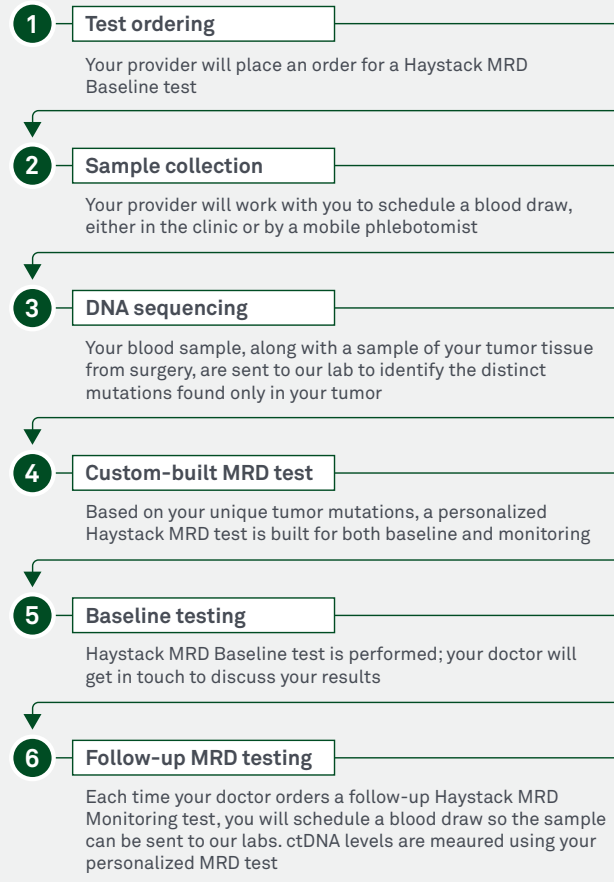 1 Test ordering
Your provider will place an order for a Haystack MRD
Baseline test
2 Sample collection
Your provider will work with you to schedule a blood draw,
either in the clinic or by a mobile phlebotomist
3 DNA sequencing
Your blood sample, along with a sample of your tumor tissue
from surgery, are sent to our lab to identify the distinct
mutations found only in your tumor
4 Custom-built MRD test
Based on your unique tumor mutations, a personalized
Haystack MRD test is built for both baseline and monitoring
5 Baseline testing
Haystack MRD Baseline test is performed; your doctor will
get in touch to discuss your results
6 Follow-up MRD testing
Each time your doctor orders a follow-up Haystack MRD
Monitoring test, you will schedule a blood draw so the sample
can be sent to our labs. ctDNA levels are meaured using your
personalized MRD test